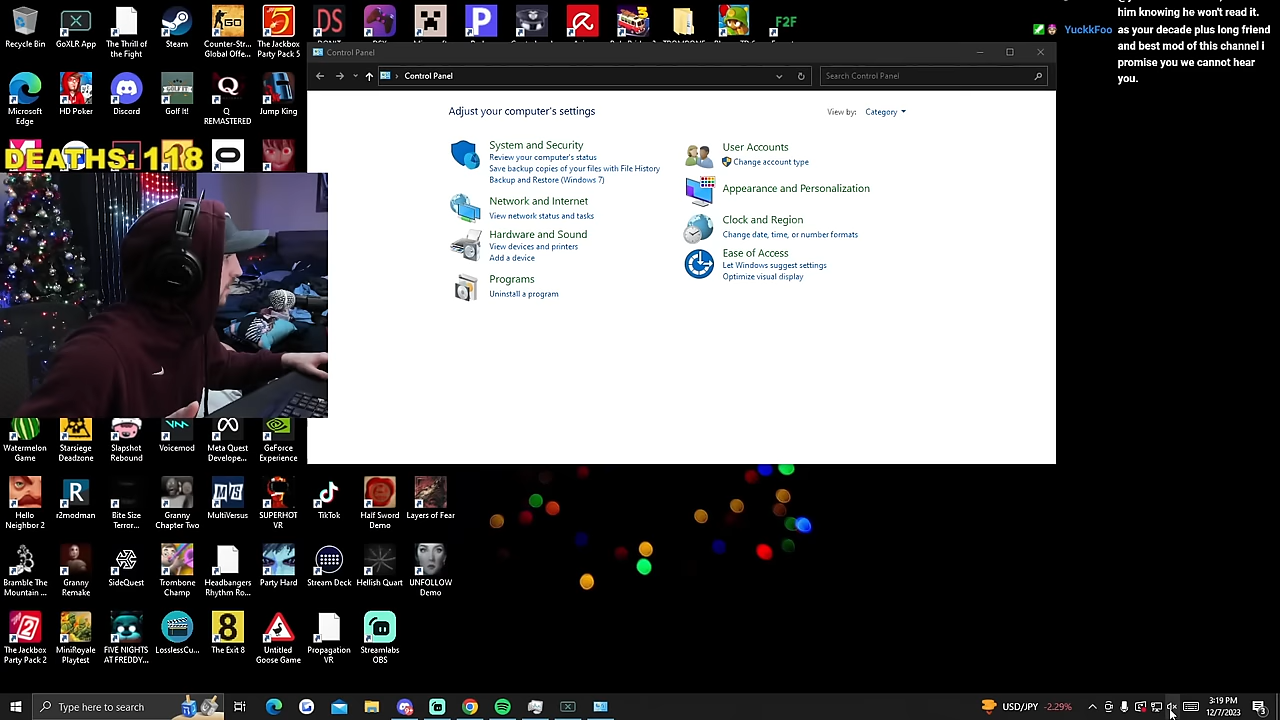 him knowing he won't read it.
YuckkFoo as your decade plus long friend
and best mod of this channel i
promise you we cannot hear
you.
Recycle Bin
GoXLR App
The Thrill of
the Fight
Steam
Counter-Str...
Global Offe...
The Jackbox
Party Pack 5
F2F
Control Panel
Control Panel
Search Control Panel
Adjust your computer's settings
View by: Category
System and Security
Review your computer's status
Save backup copies of your files with File History
Backup and Restore (Windows 7)
Network and Internet
View network status and tasks
Hardware and Sound
View devices and printers
Add a device
Programs
Uninstall a program
User Accounts
Change account type
Appearance and Personalization
Clock and Region
Change date, time, or number formats
Ease of Access
Let Windows suggest settings
Optimize visual display
Microsoft
Edge
HD Poker
Discord
Golf It!
Q
REMASTERED
Jump King
DEATHS: 118
Watermelon
Game
Starsiege
Deadzone
Slapshot
Rebound
Voicemod
Meta Quest
Develope...
GeForce
Experience
Hello
Neighbor 2
r2modman
Bite Size
Terror...
Granny
Chapter Two
MultiVersus
SUPERHOT
VR
TikTok
Half Sword
Demo
Layers of Fear
Bramble The
Mountain ...
Granny
Remake
SideQuest
Trombone
Champ
Headbangers
Rhythm Ro...
Party Hard
Stream Deck
Hellish Quart
UNFOLLOW
Demo
The Jackbox
Party Pack 2
MiniRoyale
Playtest
FIVE NIGHTS
AT FREDDY...
LosslessCu...
The Exit 8
Untitled
Goose Game
Propagation
VR
Streamlabs
OBS
Type here to search
USD/JPY -2.29%
3:19 PM
12/7/2023